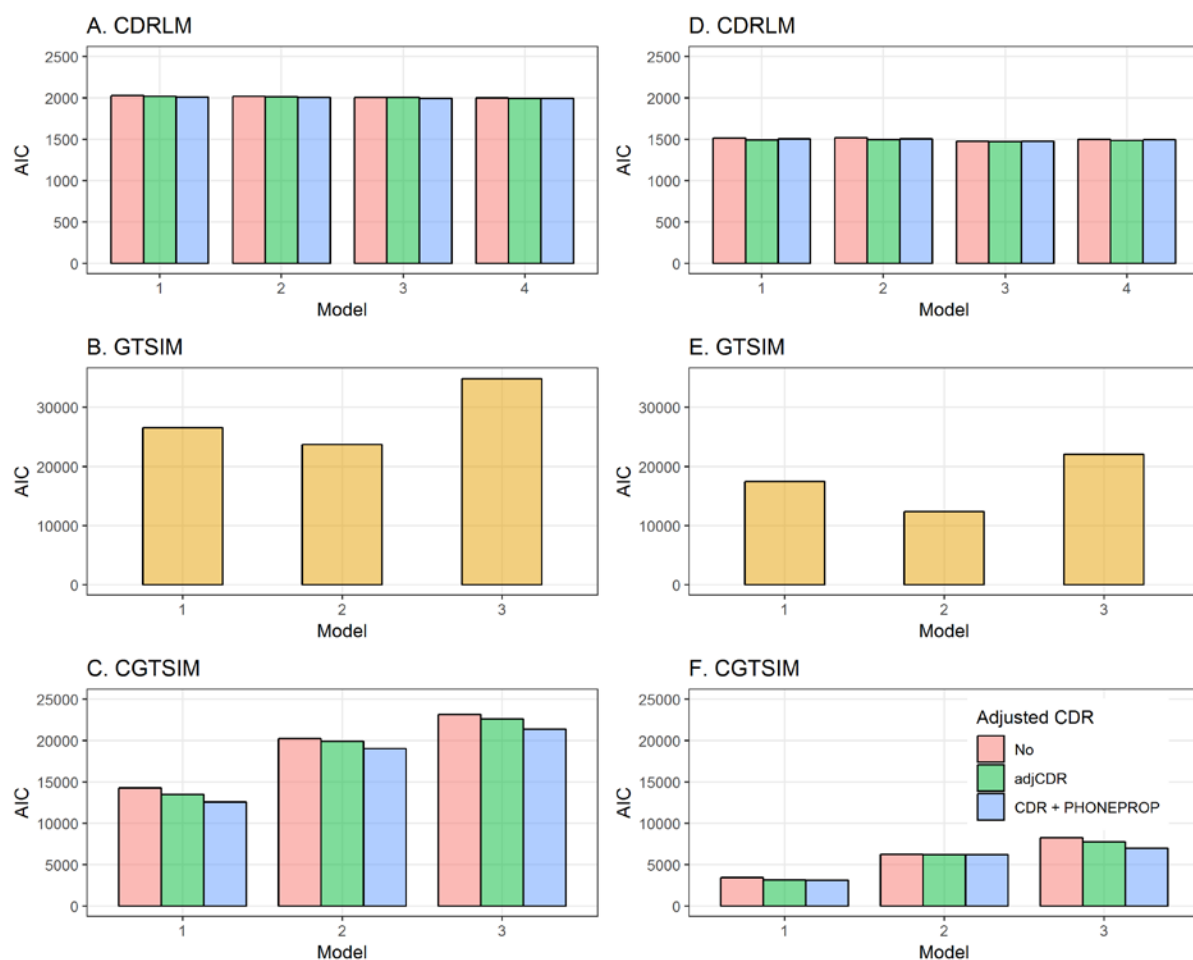 A. CDRLM
2500
2000
1500
1000
500
0
AIC
1 2 3 4
Model
D. CDRLM
2500
2000
1500
1000
500
0
AIC
1 2 3 4
Model
B. GTSIM
30000
20000
10000
0
AIC
1 2 3
Model
E. GTSIM
30000
20000
10000
0
AIC
1 2 3
Model
C. CGTSIM
25000
20000
15000
10000
5000
0
AIC
1 2 3
Model
F. CGTSIM
25000
20000
15000
10000
5000
0
AIC
Adjusted CDR
No
adjCDR
CDR + PHONEPROP
1 2 3
Model